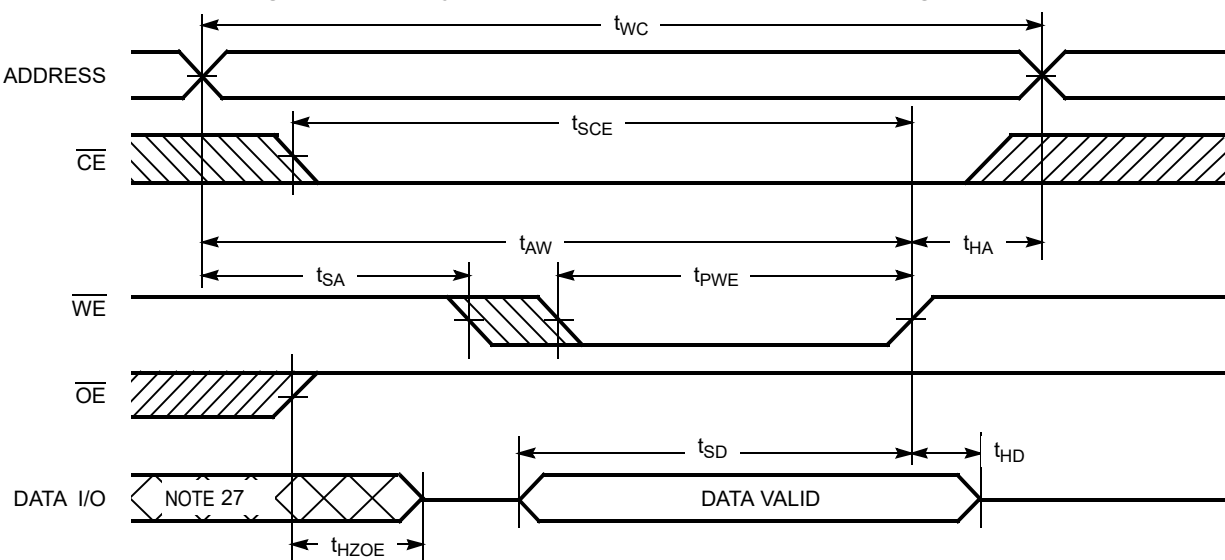 tWC
ADDRESS
tSCE
CE
tAW
tHA
tSA
tPWE
WE
OE
tSD
tHD
DATA I/O
NOTE 27
DATA VALID
tHZOE